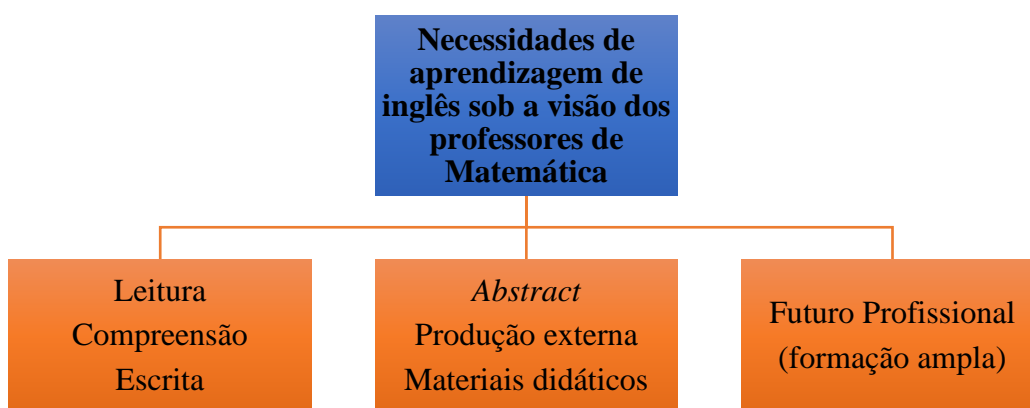 Necessidades de
aprendizagem de
inglês sob a visão dos
professores de
Matemática
Leitura
Compreensão
Escrita
Abstract
Produção externa
Materiais didáticos
Futuro Profissional
(formação ampla)